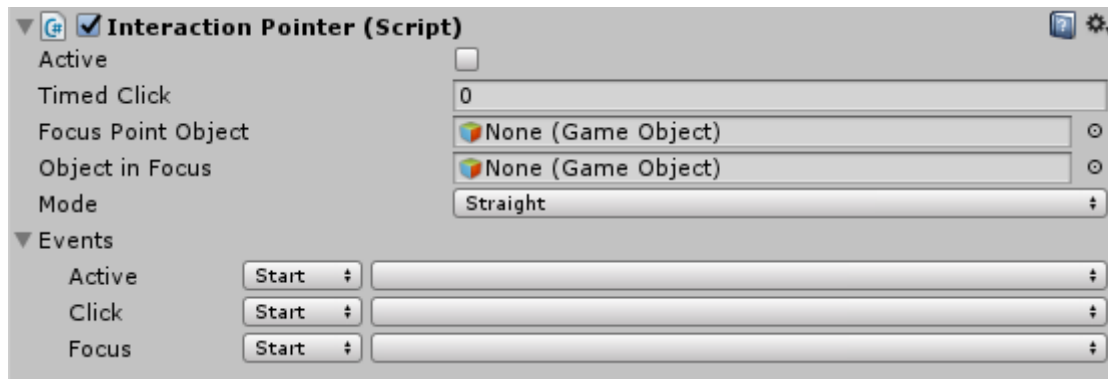 Interaction Pointer (Script)
Active
Timed Click 0
Focus Point Object None (Game Object)
Object in Focus None (Game Object)
Mode Straight
Events
Active Start
Click Start
Focus Start